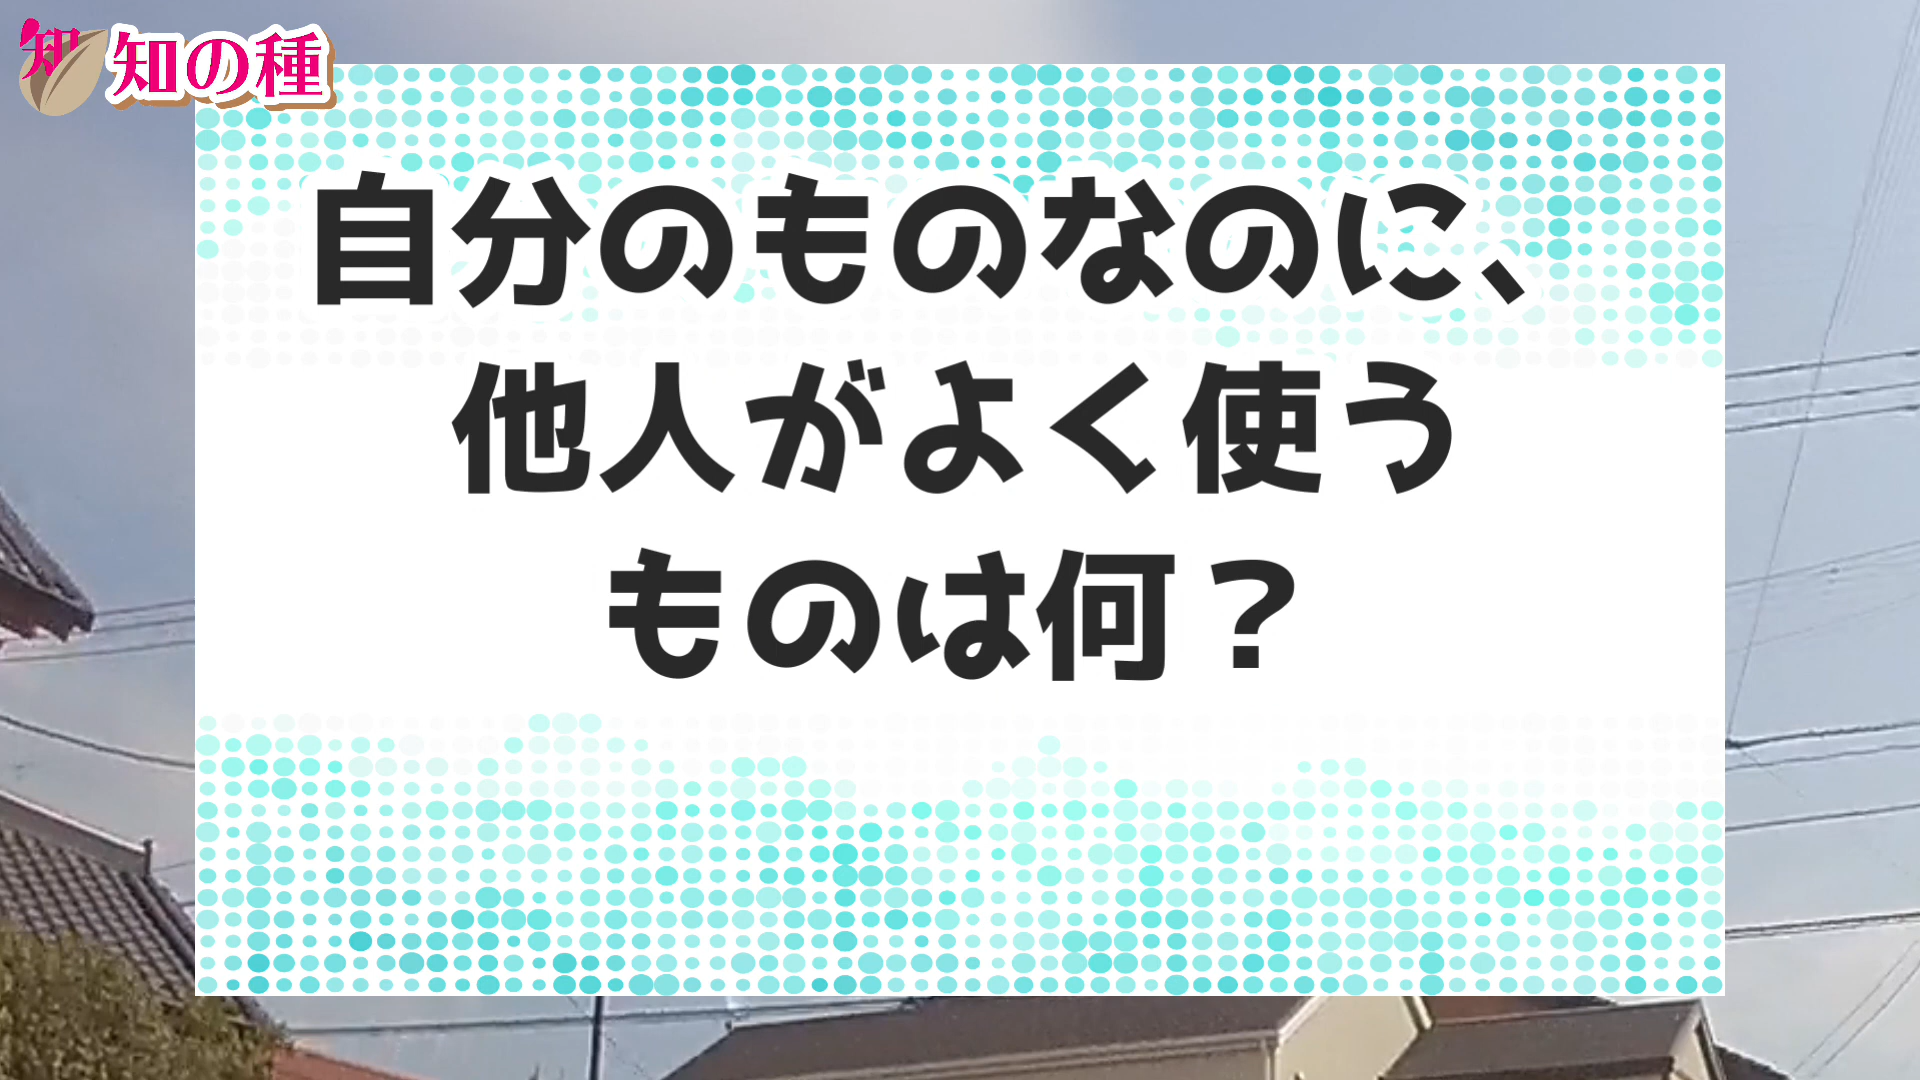 知 知の種
自分のものなのに、
他人がよく使う
ものは何？